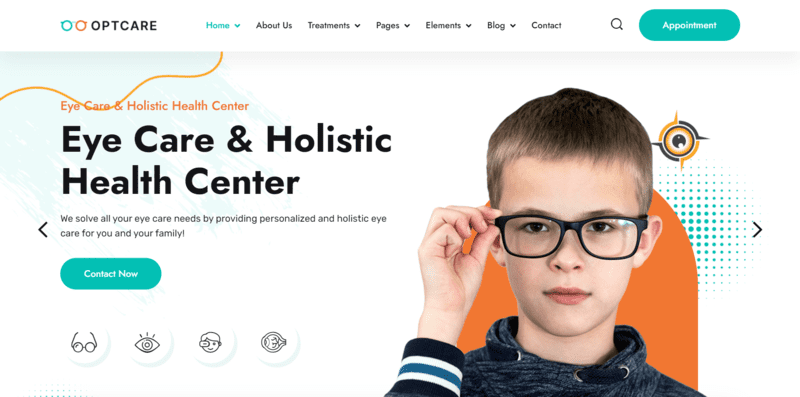 OPTCARE
Home About Us Treatments Pages Elements Blog Contact
Appointment
Eye Care & Holistic Health Center
Eye Care & Holistic
Health Center
We solve all your eye care needs by providing personalized and holistic eye
care for you and your family!
Contact Now